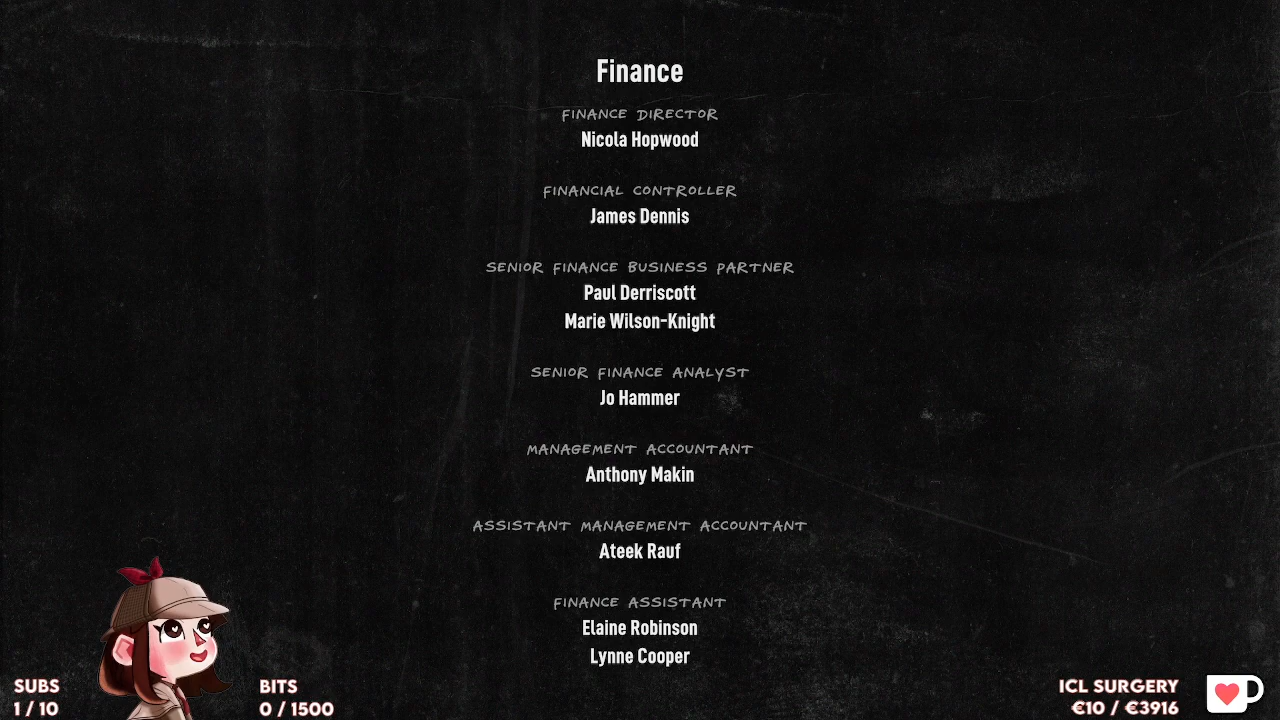 Finance
FINANCE DIRECTOR
Nicola Hopwood
FINANCIAL CONTROLLER
James Dennis
SENIOR FINANCE BUSINESS PARTNER
Paul Derriscott
Marie Wilson-Knight
SENIOR FINANCE ANALYST
Jo Hammer
MANAGEMENT ACCOUNTANT
Anthony Makin
ASSISTANT MANAGEMENT ACCOUNTANT
Ateek Rauf
FINANCE ASSISTANT
Elaine Robinson
Lynne Cooper
SUBS
1 / 10
BITS
0 / 1500
ICL SURGERY
€10 / €3916